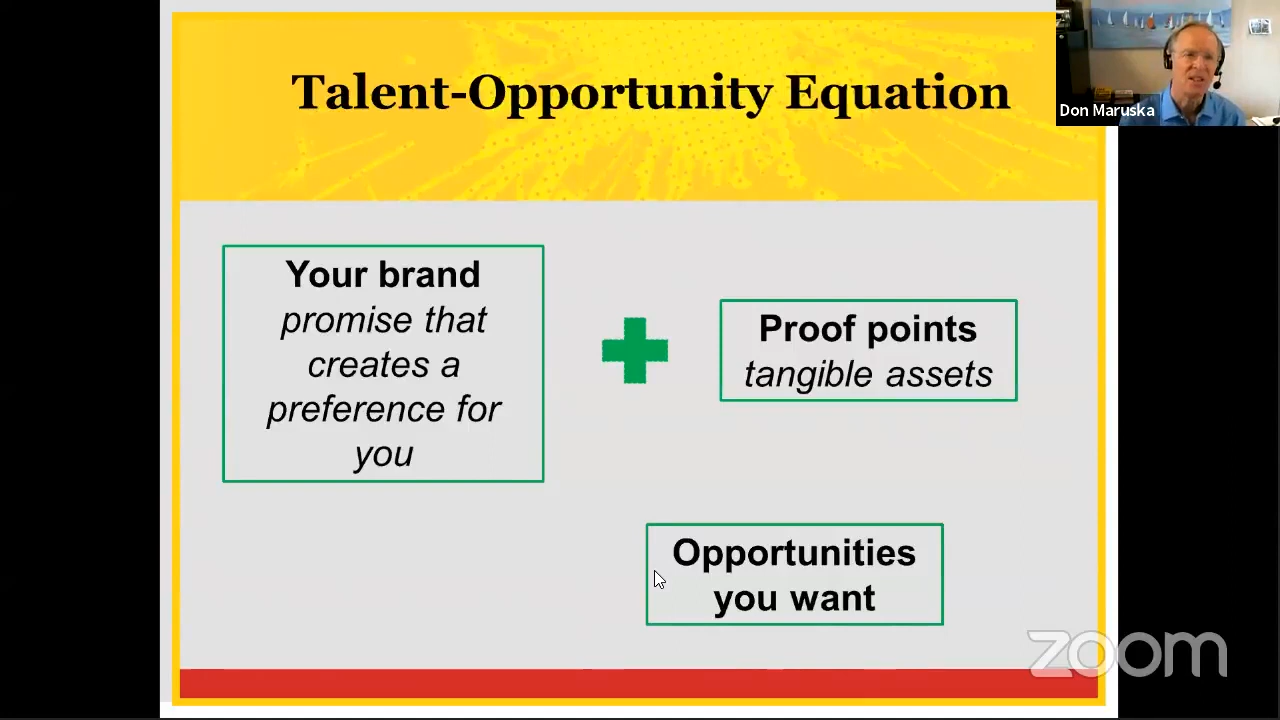 Talent-Opportunity Equation
Don Maruska
Your brand
promise that
creates a
preference for
you
Proof points
tangible assets
Opportunities
you want
zoom